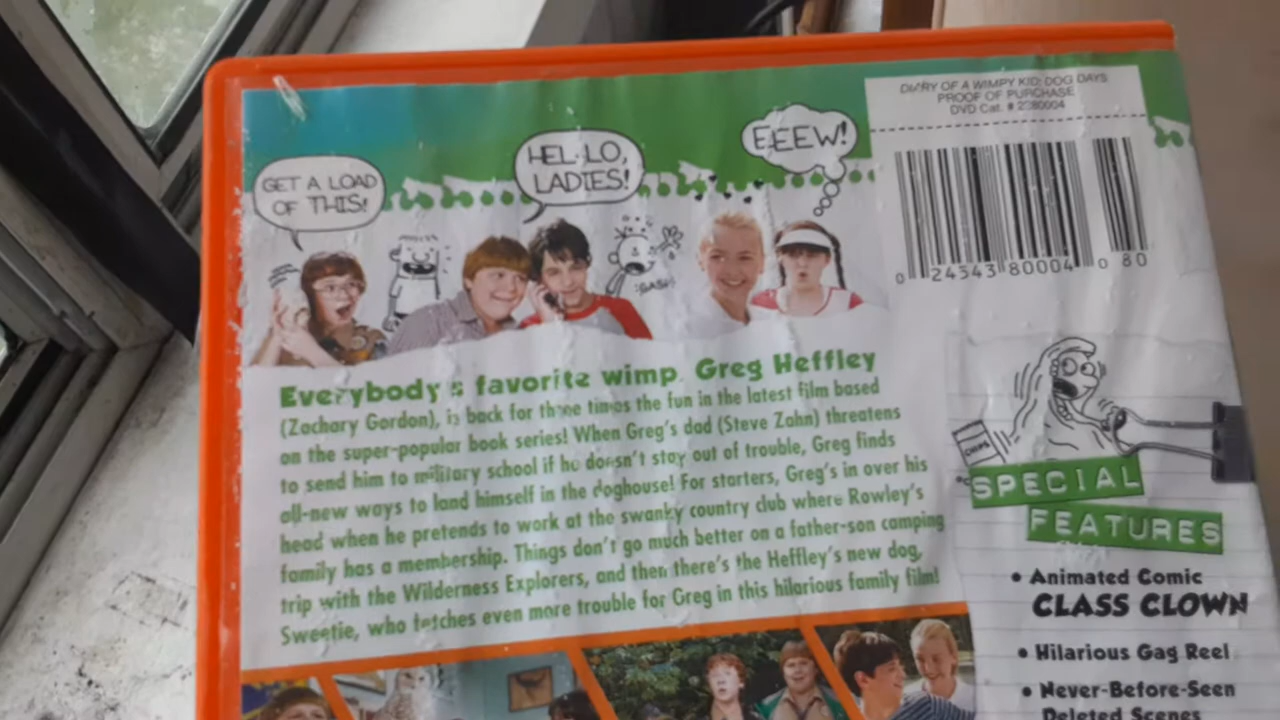 DIARY OF A WIMPY KID: DOG DAYS
PROOF OF PURCHASE
DVD Cat. # 2280004
GET A LOAD
OF THIS!
HEL-LO,
LADIES!
EEEW!
:GASP!:
0 24543 80004 0 80
Everybody's favorite wimp, Greg Heffley
(Zachary Gordon), is back for three times the fun in the latest film based
on the super-popular book series! When Greg's dad (Steve Zahn) threatens
to send him to military school if he doesn't stay out of trouble, Greg finds
all-new ways to land himself in the doghouse! For starters, Greg's in over his
head when he pretends to work at the swanky country club where Rowley's
family has a membership. Things don't go much better on a father-son camping
trip with the Wilderness Explorers, and then there's the Heffley's new dog,
Sweetie, who fetches even more trouble for Greg in this hilarious family film!
CHIPS
SPECIAL
FEATURES
• Animated Comic
CLASS CLOWN
• Hilarious Gag Reel
• Never-Before-Seen
Deleted Scenes